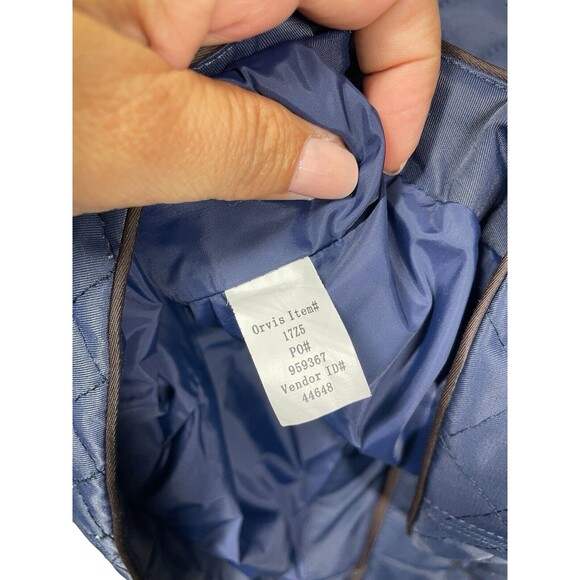 Orvis Item#
17Z5
PO#
959367
Vendor ID#
44648